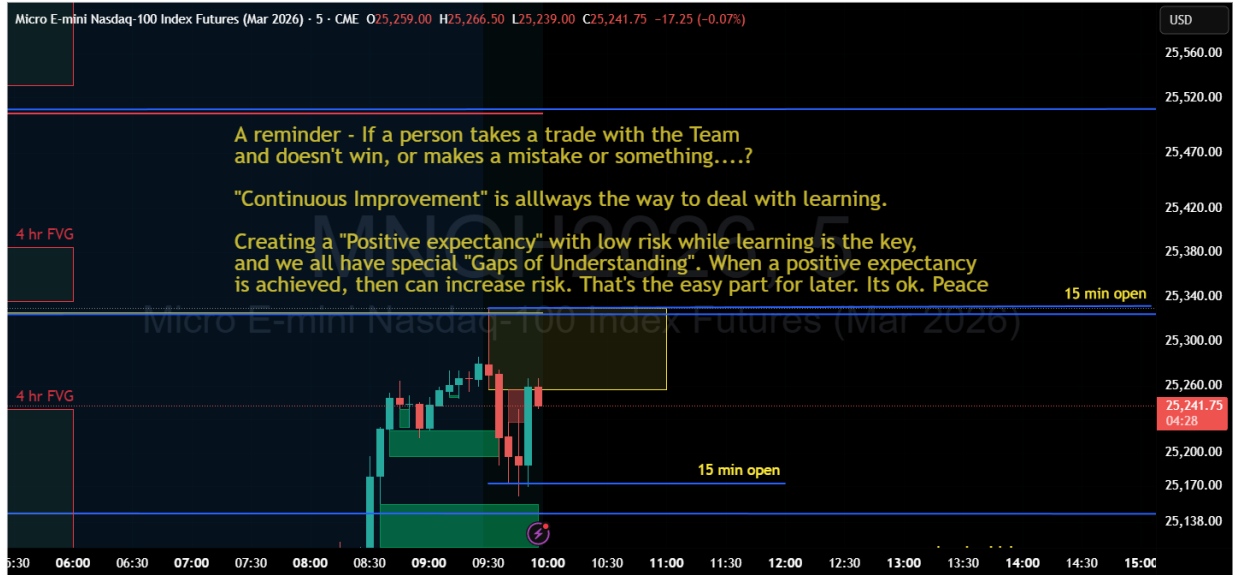 Micro E-mini Nasdaq-100 Index Futures (Mar 2026) · 5 · CME O25,259.00 H25,266.50 L25,239.00 C25,241.75 −17.25 (−0.07%)
USD
25,560.00
25,520.00
A reminder - If a person takes a trade with the Team
and doesn't win, or makes a mistake or something....?
25,470.00
"Continuous Improvement" is alllways the way to deal with learning.
25,420.00
MNQH2026, 5
4 hr FVG
Creating a "Positive expectancy" with low risk while learning is the key,
25,380.00
and we all have special "Gaps of Understanding". When a positive expectancy
is achieved, then can increase risk. That's the easy part for later. Its ok. Peace
15 min open
25,340.00
Micro E-mini Nasdaq-100 Index Futures (Mar 2026)
25,300.00
25,260.00
4 hr FVG
25,241.75
04:28
25,200.00
15 min open
25,170.00
25,138.00
5:30 06:00 06:30 07:00 07:30 08:00 08:30 09:00 09:30 10:00 10:30 11:00 11:30 12:00 12:30 13:00 13:30 14:00 14:30 15:00